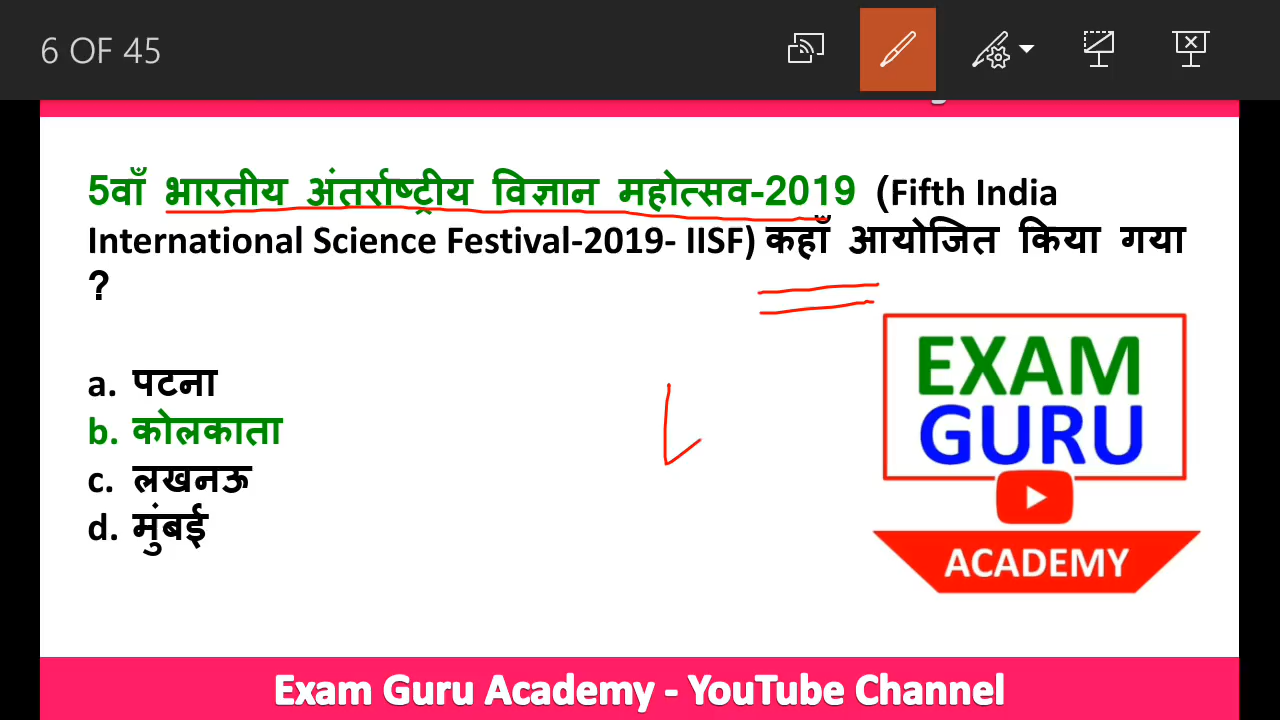 6 OF 45
5वाँ भारतीय अंतर्राष्ट्रीय विज्ञान महोत्सव-2019 (Fifth India
International Science Festival-2019- IISF) कहाँ आयोजित किया गया
?
a. पटना
b. कोलकाता
c. लखनऊ
d. मुंबई
EXAM
GURU
ACADEMY
Exam Guru Academy - YouTube Channel